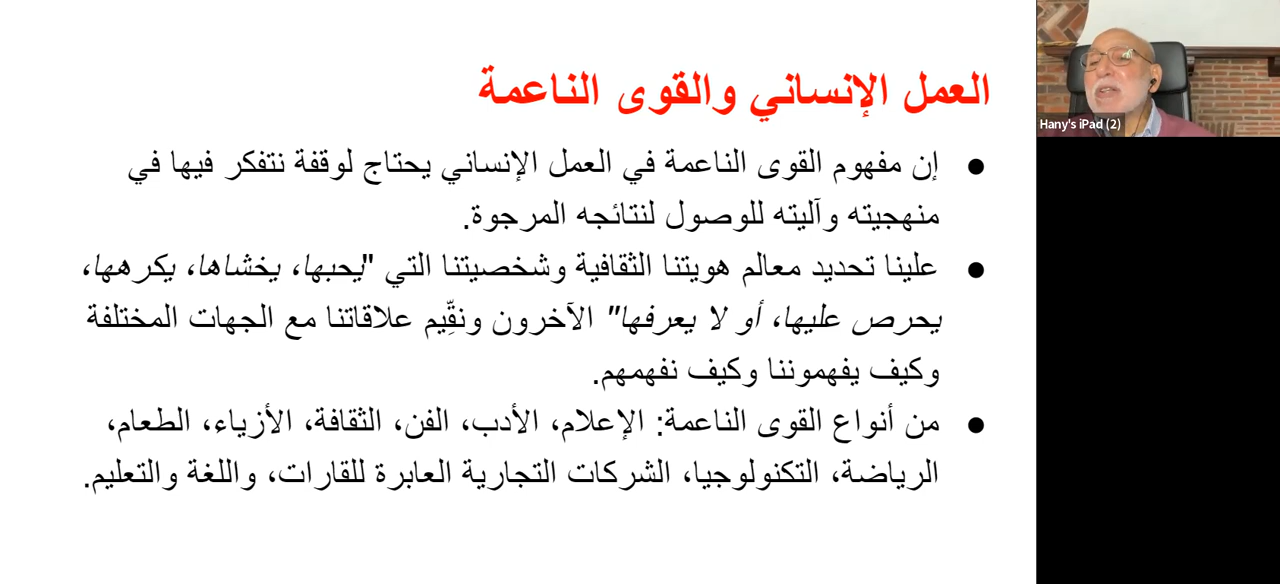 العمل الإنساني والقوى الناعمة
● إن مفهوم القوى الناعمة في العمل الإنساني يحتاج لوقفة نتفكر فيها في
منهجيته وآليته للوصول لنتائجه المرجوة.
● علينا تحديد معالم هويتنا الثقافية وشخصيتنا التي "يحبها، يخشاها، يكرهها،
يحرص عليها، أو لا يعرفها" الآخرون ونقِّيم علاقاتنا مع الجهات المختلفة
وكيف يفهموننا وكيف نفهمهم.
● من أنواع القوى الناعمة: الإعلام، الأدب، الفن، الثقافة، الأزياء، الطعام،
الرياضة، التكنولوجيا، الشركات التجارية العابرة للقارات، واللغة والتعليم.
Hany's iPad (2)